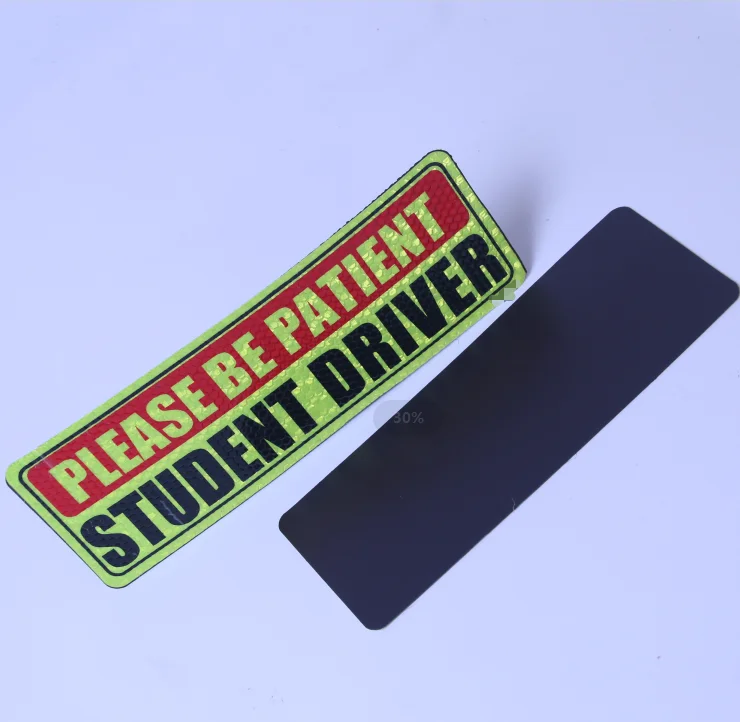 PLEASE BE PATIENT
STUDENT DRIVER
30%